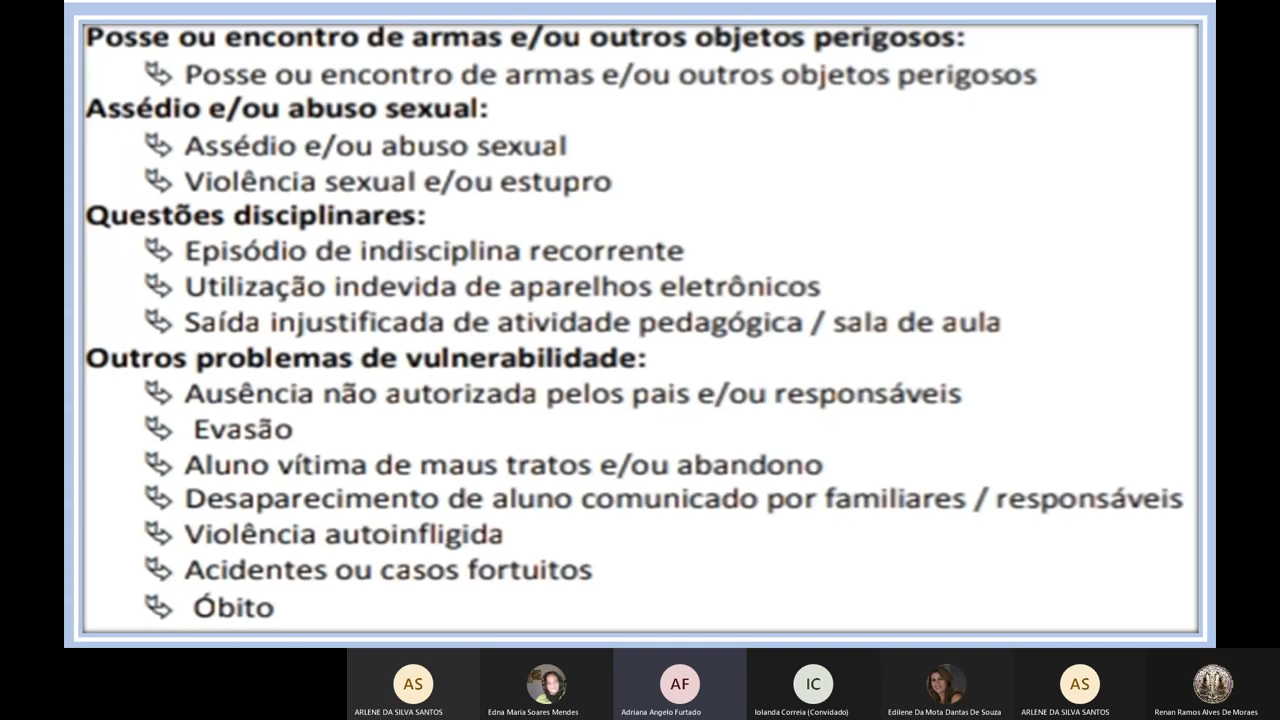 Posse ou encontro de armas e/ou outros objetos perigosos:
Posse ou encontro de armas e/ou outros objetos perigosos
Assédio e/ou abuso sexual:
Assédio e/ou abuso sexual
Violência sexual e/ou estupro
Questões disciplinares:
Episódio de indisciplina recorrente
Utilização indevida de aparelhos eletrônicos
Saída injustificada de atividade pedagógica / sala de aula
Outros problemas de vulnerabilidade:
Ausência não autorizada pelos pais e/ou responsáveis
Evasão
Aluno vítima de maus tratos e/ou abandono
Desaparecimento de aluno comunicado por familiares / responsáveis
Violência autoinfligida
Acidentes ou casos fortuitos
Óbito
AS AF IC AS
ARLENE DA SILVA SANTOS Edna Maria Soares Mendes Adriana Angelo Furtado Iolanda Correia (Convidado) Edilene Da Mota Dantas De Souza ARLENE DA SILVA SANTOS Renan Ramos Alves De Moraes